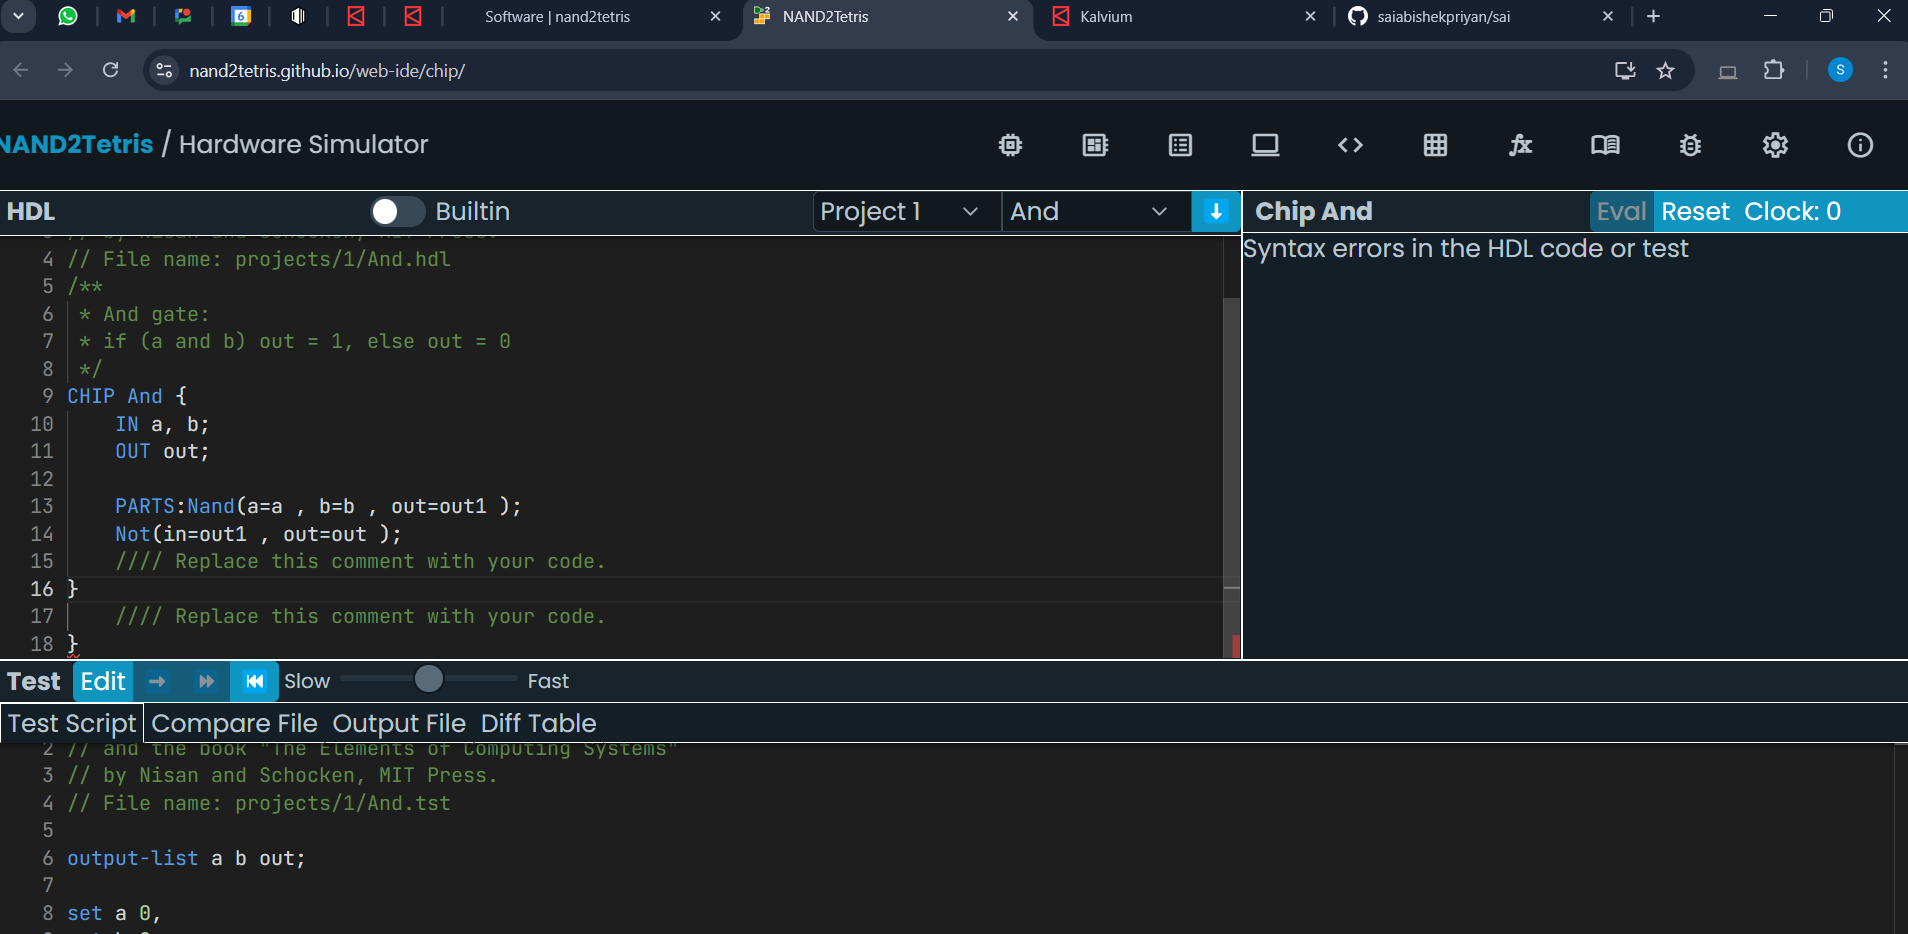 6
Software | nand2tetris
NAND2Tetris
Kalvium
saiabishekpriyan/sai
nand2tetris.github.io/web-ide/chip/
S
NAND2Tetris / Hardware Simulator
HDL
Builtin
Project 1
And
Chip And
Eval
Reset
Clock: 0
Syntax errors in the HDL code or test
3 // by Nisan and Schocken, MIT Press.
4 // File name: projects/1/And.hdl
5 /**
6 * And gate:
7 * if (a and b) out = 1, else out = 0
8 */
9 CHIP And {
10 IN a, b;
11 OUT out;
12
13 PARTS:Nand(a=a , b=b , out=out1 );
14 Not(in=out1 , out=out );
15 //// Replace this comment with your code.
16 }
17 //// Replace this comment with your code.
18 }
Test
Edit
Slow
Fast
Test Script
Compare File
Output File
Diff Table
2 // and the book "The Elements of Computing Systems"
3 // by Nisan and Schocken, MIT Press.
4 // File name: projects/1/And.tst
5
6 output-list a b out;
7
8 set a 0,